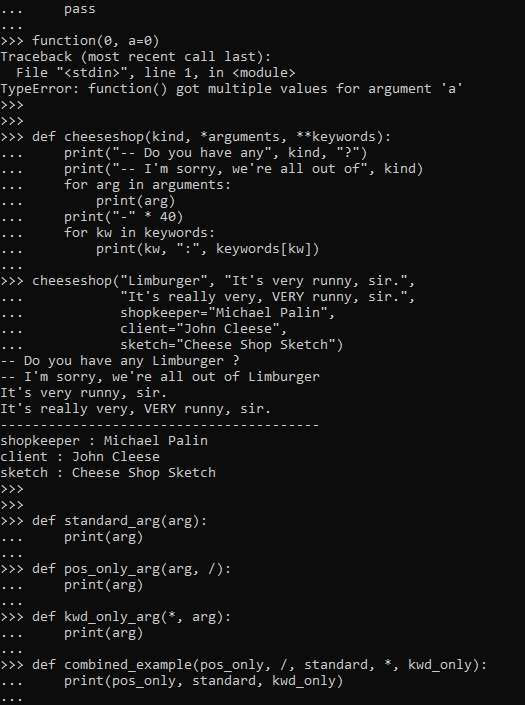 ...     pass
...
>>> function(0, a=0)
Traceback (most recent call last):
  File "<stdin>", line 1, in <module>
TypeError: function() got multiple values for argument 'a'
>>>
>>>
>>> def cheeseshop(kind, *arguments, **keywords):
...     print("-- Do you have any", kind, "?")
...     print("-- I'm sorry, we're all out of", kind)
...     for arg in arguments:
...         print(arg)
...     print("-" * 40)
...     for kw in keywords:
...         print(kw, ":", keywords[kw])
...
>>> cheeseshop("Limburger", "It's very runny, sir.",
...            "It's really very, VERY runny, sir.",
...            shopkeeper="Michael Palin",
...            client="John Cleese",
...            sketch="Cheese Shop Sketch")
-- Do you have any Limburger ?
-- I'm sorry, we're all out of Limburger
It's very runny, sir.
It's really very, VERY runny, sir.
----------------------------------------
shopkeeper : Michael Palin
client : John Cleese
sketch : Cheese Shop Sketch
>>>
>>>
>>> def standard_arg(arg):
...     print(arg)
...
>>> def pos_only_arg(arg, /):
...     print(arg)
...
>>> def kwd_only_arg(*, arg):
...     print(arg)
...
>>> def combined_example(pos_only, /, standard, *, kwd_only):
...     print(pos_only, standard, kwd_only)
...